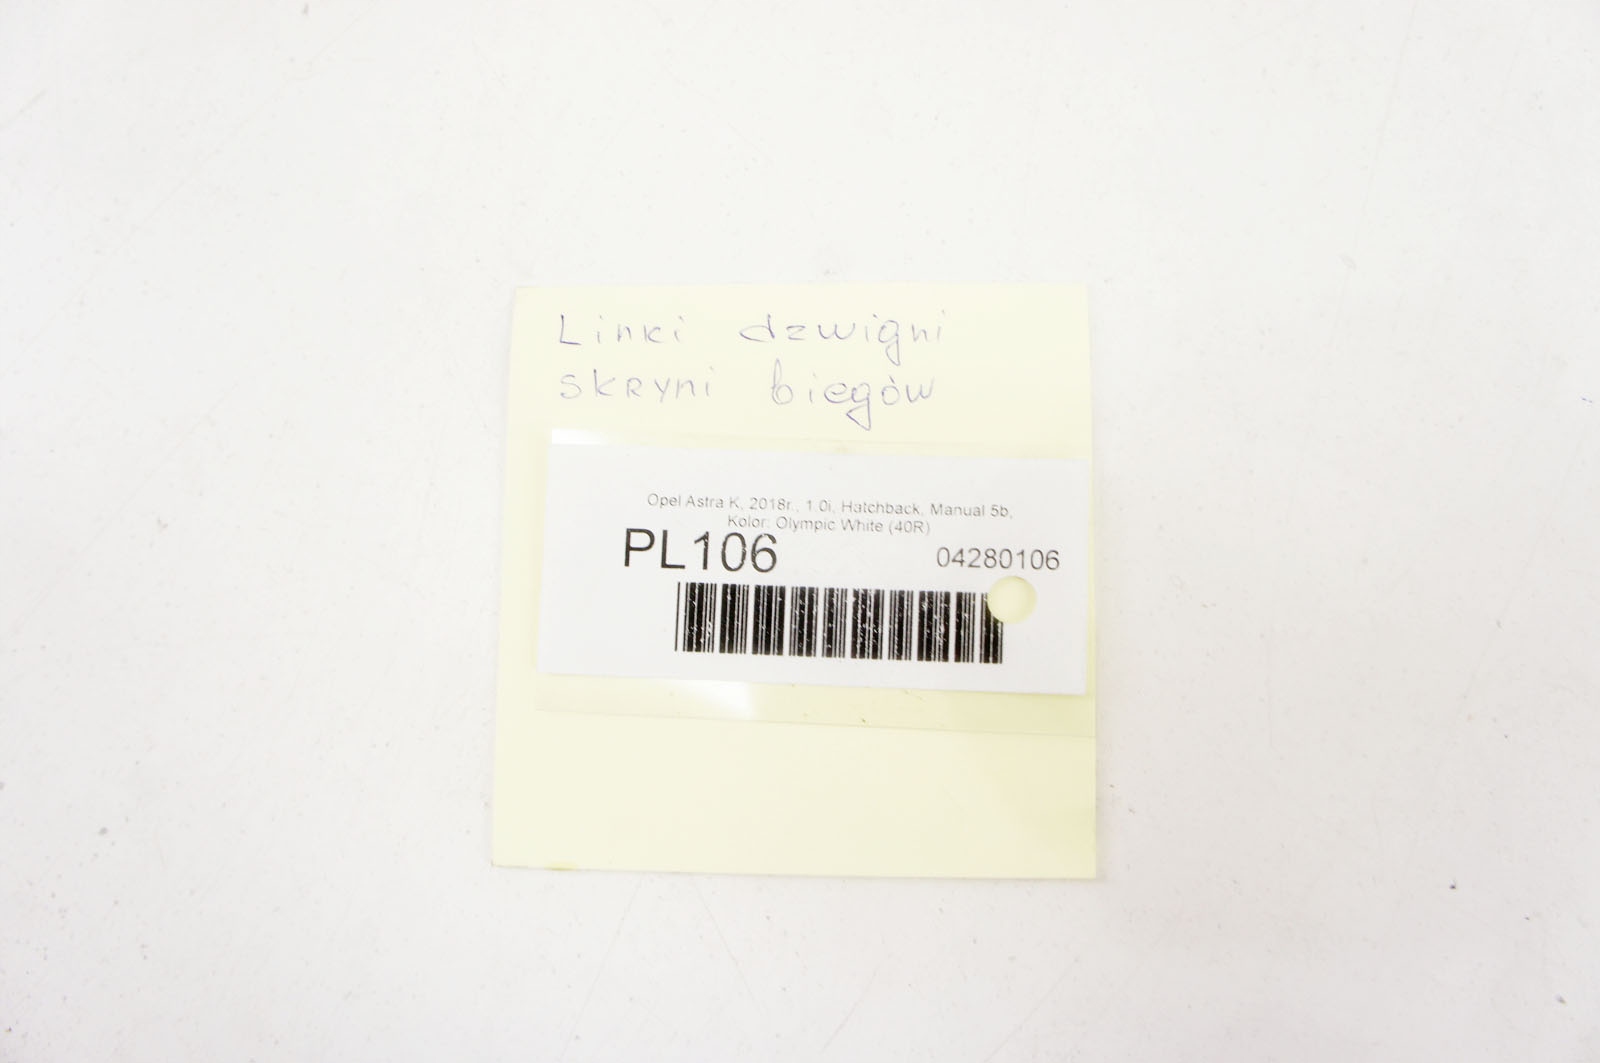 Linki dzwigni
skryni biegów
Opel Astra K, 2018r., 1.0i, Hatchback, Manual 5b,
Kolor: Olympic White (40R)
PL106 04280106